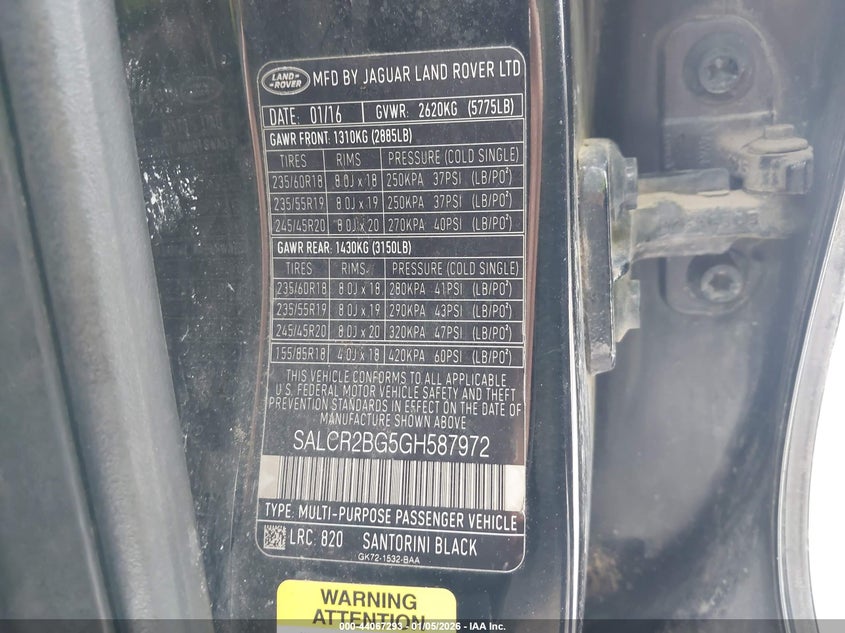 LAND ROVER MFD BY JAGUAR LAND ROVER LTD
DATE: 01/16 GVWR: 2620KG (5775LB)
GAWR FRONT: 1310KG (2885LB)
TIRES RIMS PRESSURE (COLD SINGLE)
235/60R18 8.0J x 18 250KPA 37PSI (LB/PO²)
235/55R19 8.0J x 19 250KPA 37PSI (LB/PO²)
245/45R20 8.0J x 20 270KPA 40PSI (LB/PO²)
GAWR REAR: 1430KG (3150LB)
TIRES RIMS PRESSURE (COLD SINGLE)
235/60R18 8.0J x 18 280KPA 41PSI (LB/PO²)
235/55R19 8.0J x 19 290KPA 43PSI (LB/PO²)
245/45R20 8.0J x 20 320KPA 47PSI (LB/PO²)
155/85R18 4.0J x 18 420KPA 60PSI (LB/PO²)
THIS VEHICLE CONFORMS TO ALL APPLICABLE
U.S. FEDERAL MOTOR VEHICLE SAFETY AND THEFT
PREVENTION STANDARDS IN EFFECT ON THE DATE OF
MANUFACTURE SHOWN ABOVE
SALCR2BG5GH587972
TYPE: MULTI-PURPOSE PASSENGER VEHICLE
LRC: 820 SANTORINI BLACK
GK72-1532-BAA
WARNING
ATTENTION
000-44067293 - 01/05/2026 - IAA Inc.